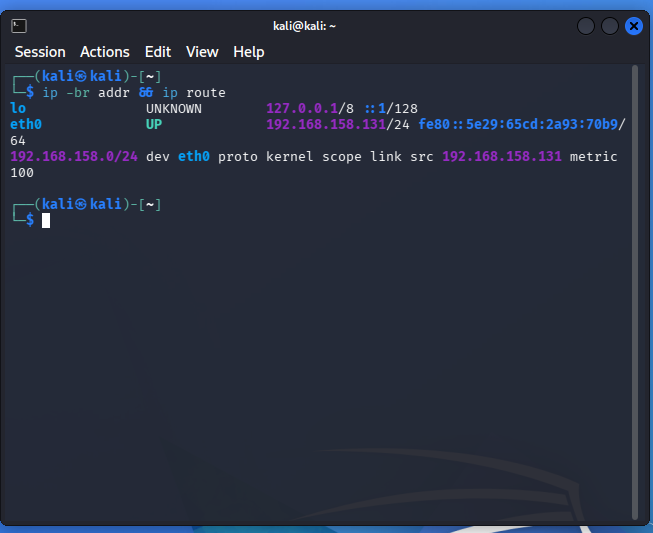 kali@kali: ~
Session Actions Edit View Help
┌──(kali㉿kali)-[~]
└─$ ip -br addr && ip route
lo UNKNOWN 127.0.0.1/8 ::1/128
eth0 UP 192.168.158.131/24 fe80::5e29:65cd:2a93:70b9/
64
192.168.158.0/24 dev eth0 proto kernel scope link src 192.168.158.131 metric
100
┌──(kali㉿kali)-[~]
└─$